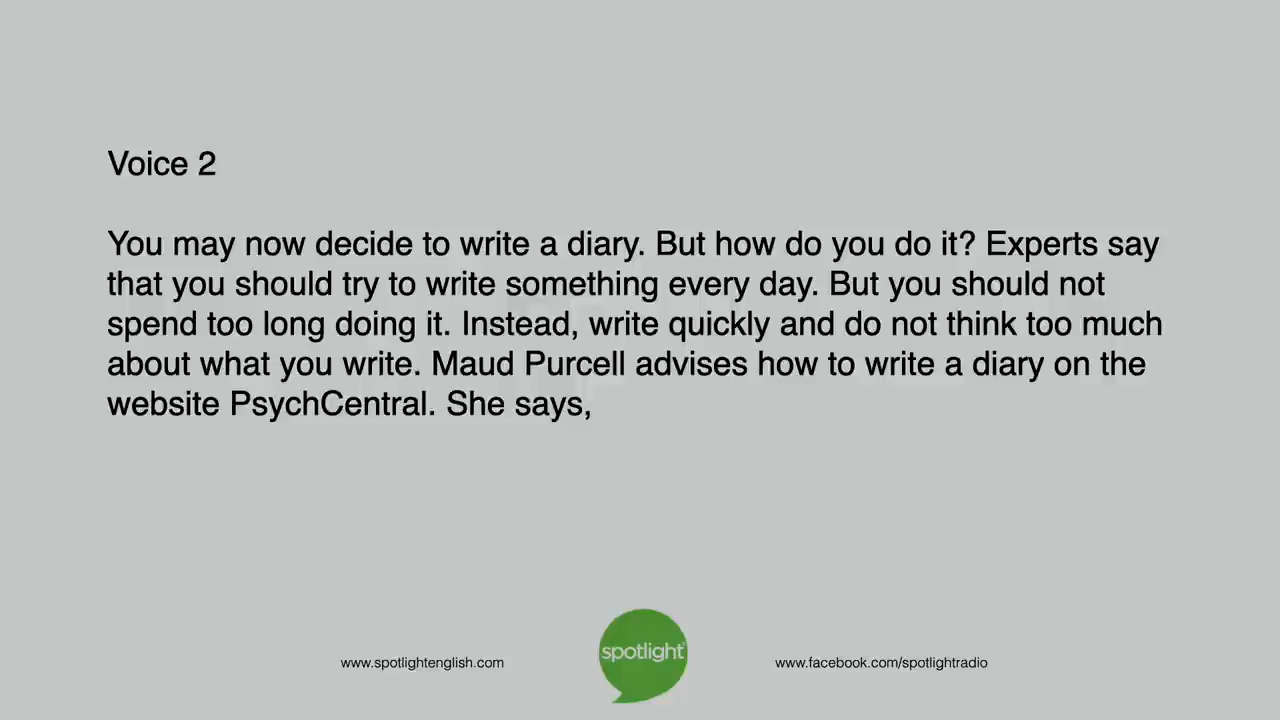 Voice 2
You may now decide to write a diary. But how do you do it? Experts say
that you should try to write something every day. But you should not
spend too long doing it. Instead, write quickly and do not think too much
about what you write. Maud Purcell advises how to write a diary on the
website PsychCentral. She says,
www.spotlightenglish.com
spotlight
www.facebook.com/spotlightradio